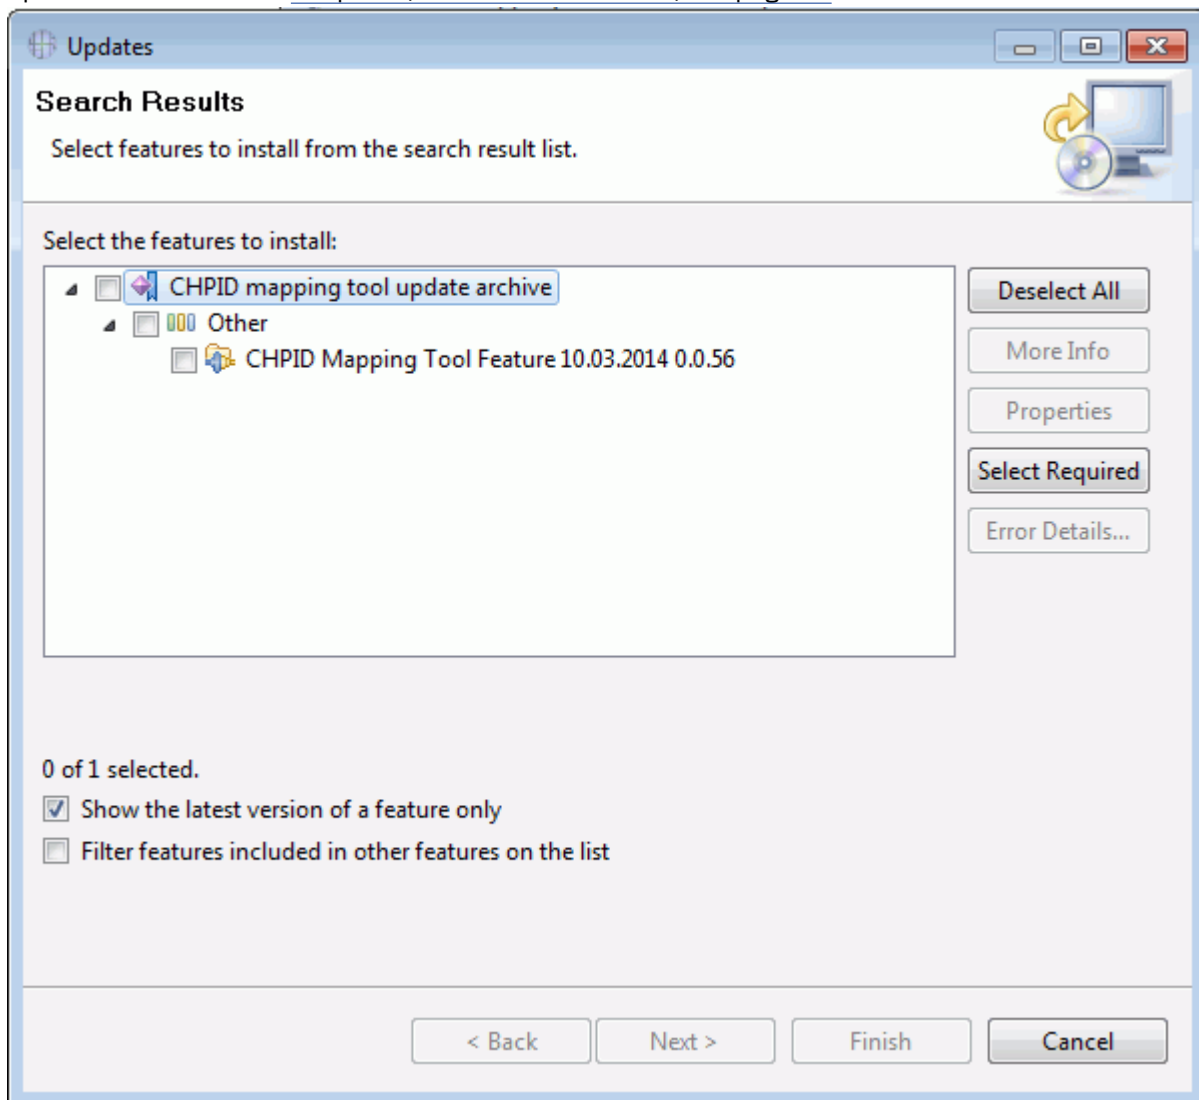 Updates
Search Results
Select features to install from the search result list.
Select the features to install:
CHPID mapping tool update archive
Other
CHPID Mapping Tool Feature 10.03.2014 0.0.56
Deselect All
More Info
Properties
Select Required
Error Details...
0 of 1 selected.
Show the latest version of a feature only
Filter features included in other features on the list
< Back
Next >
Finish
Cancel